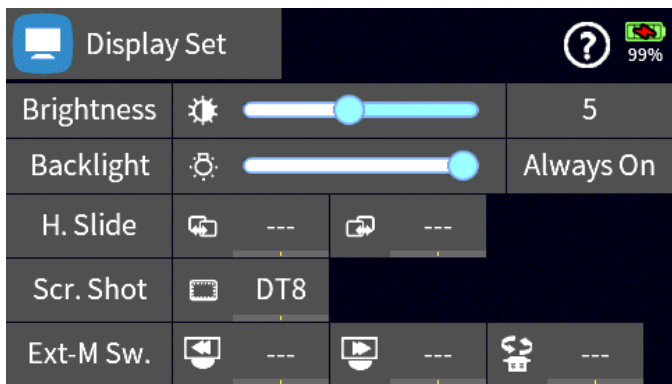 Display Set
99%
Brightness 5
Backlight Always On
H. Slide --- ---
Scr. Shot DT8
Ext-M Sw. --- --- ---